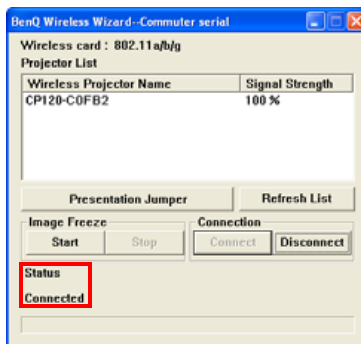 BenQ Wireless Wizard--Commuter serial
Wireless card : 802.11a/b/g
Projector List
Wireless Projector Name Signal Strength
CP120-C0FB2 100 %
Presentation Jumper Refresh List
Image Freeze Connection
Start Stop Connect Disconnect
Status
Connected